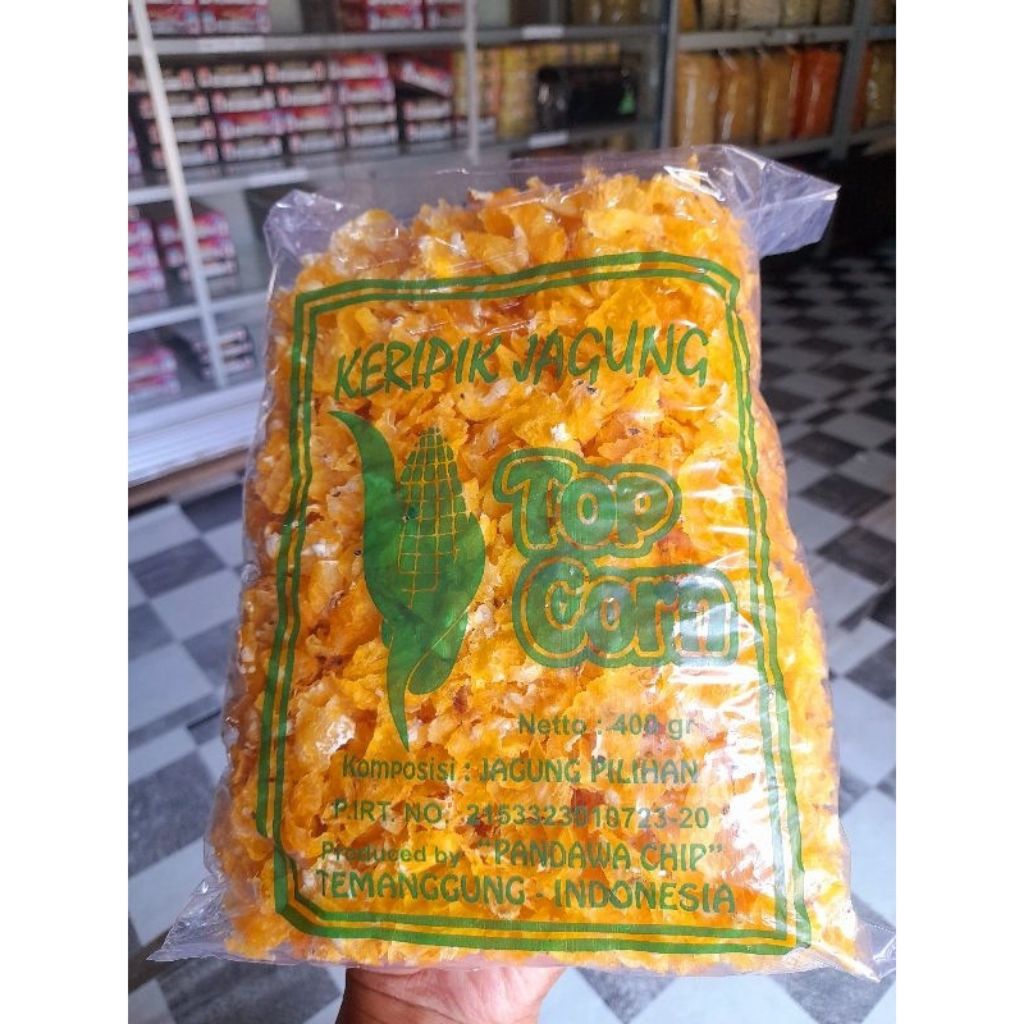 KERIPIK JAGUNG
Top
Corn
Netto : 400 gr
Komposisi : JAGUNG PILIHAN
P.IRT. NO. 2153323010723-20
Produced by "PANDAWA CHIP"
TEMANGGUNG - INDONESIA